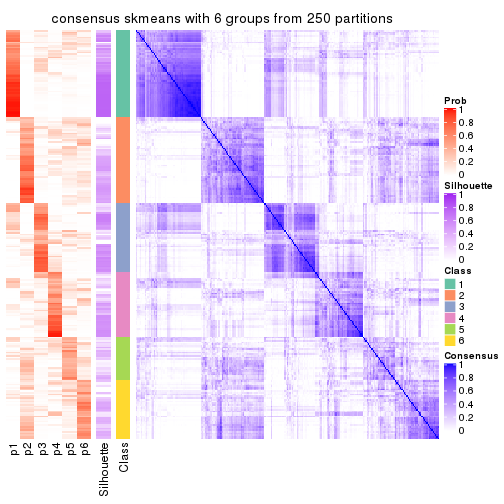 consensus skmeans with 6 groups from 250 partitions
Prob
1
0.8
0.6
0.4
0.2
0
Silhouette
1
0.8
0.6
0.4
0.2
0
Class
1
2
3
4
5
6
Consensus
1
0.8
0.6
0.4
0.2
0
p1
p2
p3
p4
p5
p6
Silhouette
Class